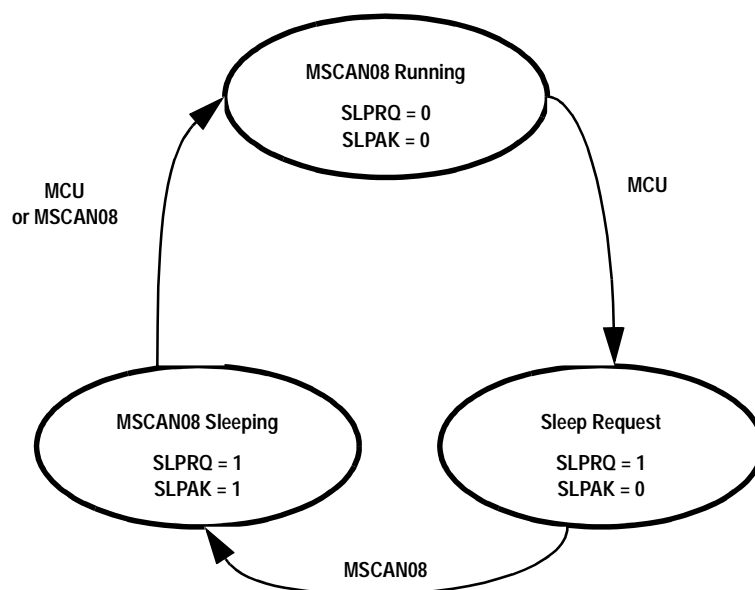 MSCAN08 Running
SLPRQ = 0
SLPAK = 0
MCU
or MSCAN08
MCU
MSCAN08 Sleeping
SLPRQ = 1
SLPAK = 1
Sleep Request
SLPRQ = 1
SLPAK = 0
MSCAN08